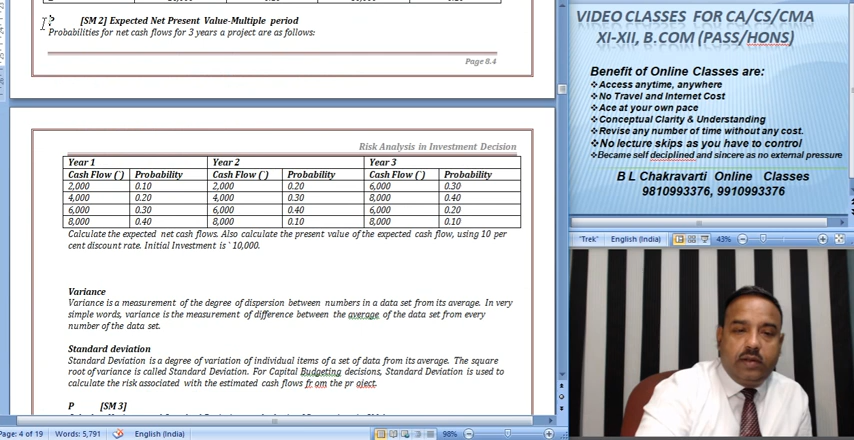 ?    [SM 2] Expected Net Present Value-Multiple period
Probabilities for net cash flows for 3 years a project are as follows:
Page 8.4
Risk Analysis in Investment Decision
Year 1 Year 2 Year 3
Cash Flow (`) Probability Cash Flow (`) Probability Cash Flow (`) Probability
2,000 0.10 2,000 0.20 6,000 0.30
4,000 0.20 4,000 0.30 8,000 0.40
6,000 0.30 6,000 0.40 6,000 0.20
8,000 0.40 8,000 0.10 8,000 0.10
Calculate the expected net cash flows. Also calculate the present value of the expected cash flow, using 10 per
cent discount rate. Initial Investment is ` 10,000.
Variance
Variance is a measurement of the degree of dispersion between numbers in a data set from its average. In very
simple words, variance is the measurement of difference between the average of the data set from every
number of the data set.
Standard deviation
Standard Deviation is a degree of variation of individual items of a set of data from its average. The square
root of variance is called Standard Deviation. For Capital Budgeting decisions, Standard Deviation is used to
calculate the risk associated with the estimated cash flows fr om the pr oject.
P    [SM 3]
Page: 4 of 19 Words: 5,791 English (India) 98%
VIDEO CLASSES FOR CA/CS/CMA
XI-XII, B.COM (PASS/HONS)
Benefit of Online Classes are:
❖Access anytime, anywhere
❖No Travel and Internet Cost
❖Ace at your own pace
❖Conceptual Clarity & Understanding
❖Revise any number of time without any cost.
❖No lecture skips as you have to control
❖Became self deciplined and sincere as no external pressure
B L Chakravarti Online Classes
9810993376, 9910993376
"Trek" English (India) 43%